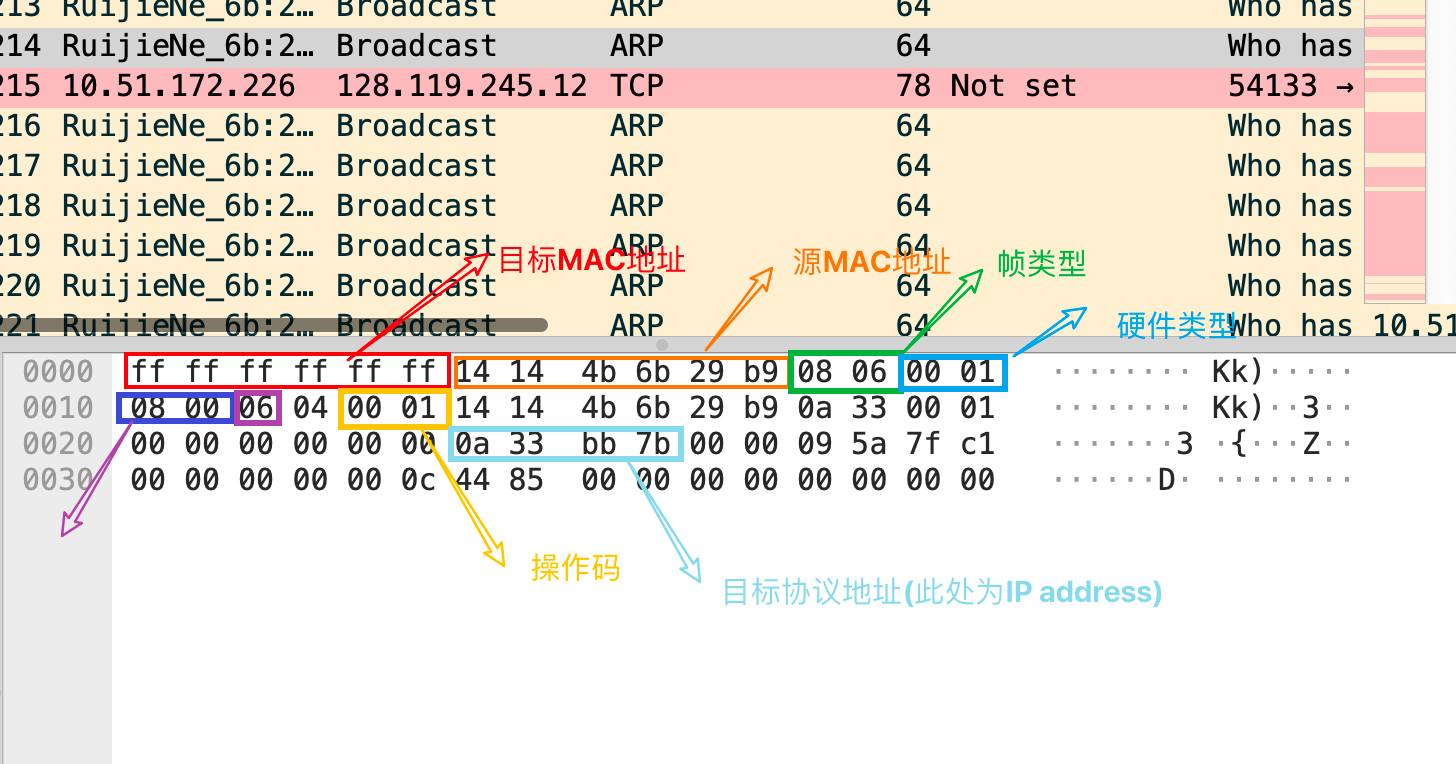 213 RuijieNe_6b:2… Broadcast ARP 64 Who has
214 RuijieNe_6b:2… Broadcast ARP 64 Who has
215 10.51.172.226 128.119.245.12 TCP 78 Not set 54133 →
216 RuijieNe_6b:2… Broadcast ARP 64 Who has
217 RuijieNe_6b:2… Broadcast ARP 64 Who has
218 RuijieNe_6b:2… Broadcast ARP 64 Who has
219 RuijieNe_6b:2… Broadcast ARP 64 Who has
目标MAC地址 源MAC地址 帧类型
220 RuijieNe_6b:2… Broadcast ARP 64 Who has
221 RuijieNe_6b:2… Broadcast ARP 64 Who has 10.51
硬件类型
0000 ff ff ff ff ff ff 14 14 4b 6b 29 b9 08 06 00 01 ········ Kk)·····
0010 08 00 06 04 00 01 14 14 4b 6b 29 b9 0a 33 00 01 ········ Kk)··3··
0020 00 00 00 00 00 00 0a 33 bb 7b 00 00 09 5a 7f c1 ·······3 ·{···Z··
0030 00 00 00 00 00 0c 44 85 00 00 00 00 00 00 00 00 ······D· ········
操作码
目标协议地址(此处为IP address)